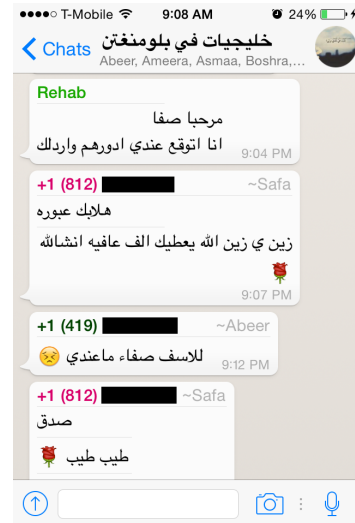 T-Mobile 9:08 AM 24%
Chats
خليجيات في بلومنغتن
Abeer, Ameera, Asmaa, Boshra,...
Rehab
مرحبا صفا
انا اتوقع عندي ادورهم واردلك
9:04 PM
+1 (812) ~Safa
هلابك عبوره
زين ي زين الله يعطيك الف عافيه انشالله
🌹
9:07 PM
+1 (419) ~Abeer
للاسف صفاء ماعندي 😣
9:12 PM
+1 (812) ~Safa
صدق
طيب طيب 🌹